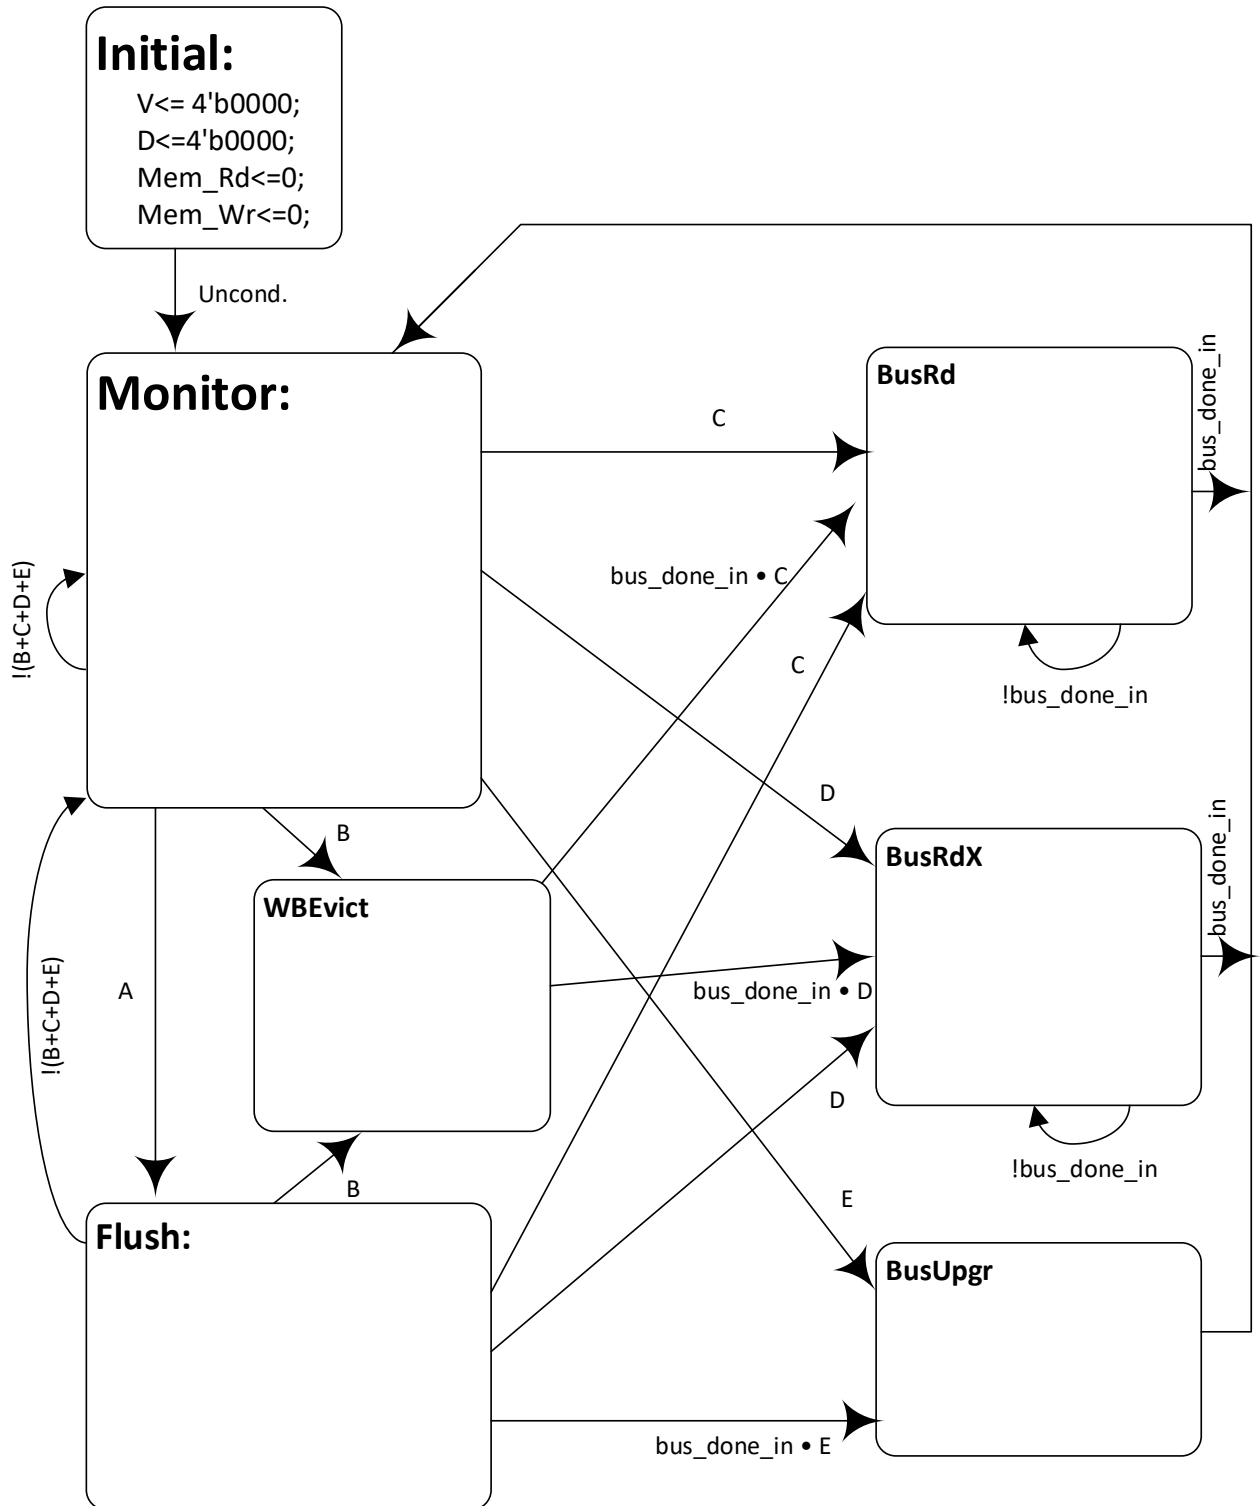 Initial:
V<= 4'b0000;
D<=4'b0000;
Mem_Rd<=0;
Mem_Wr<=0;
Uncond.
Monitor:
BusRd
bus_done_in
C
bus_done_in • C
!(B+C+D+E)
C
!bus_done_in
D
B
BusRdX
bus_done_in
WBEvict
!(B+C+D+E)
A
bus_done_in • D
D
!bus_done_in
B
E
Flush:
BusUpgr
bus_done_in • E